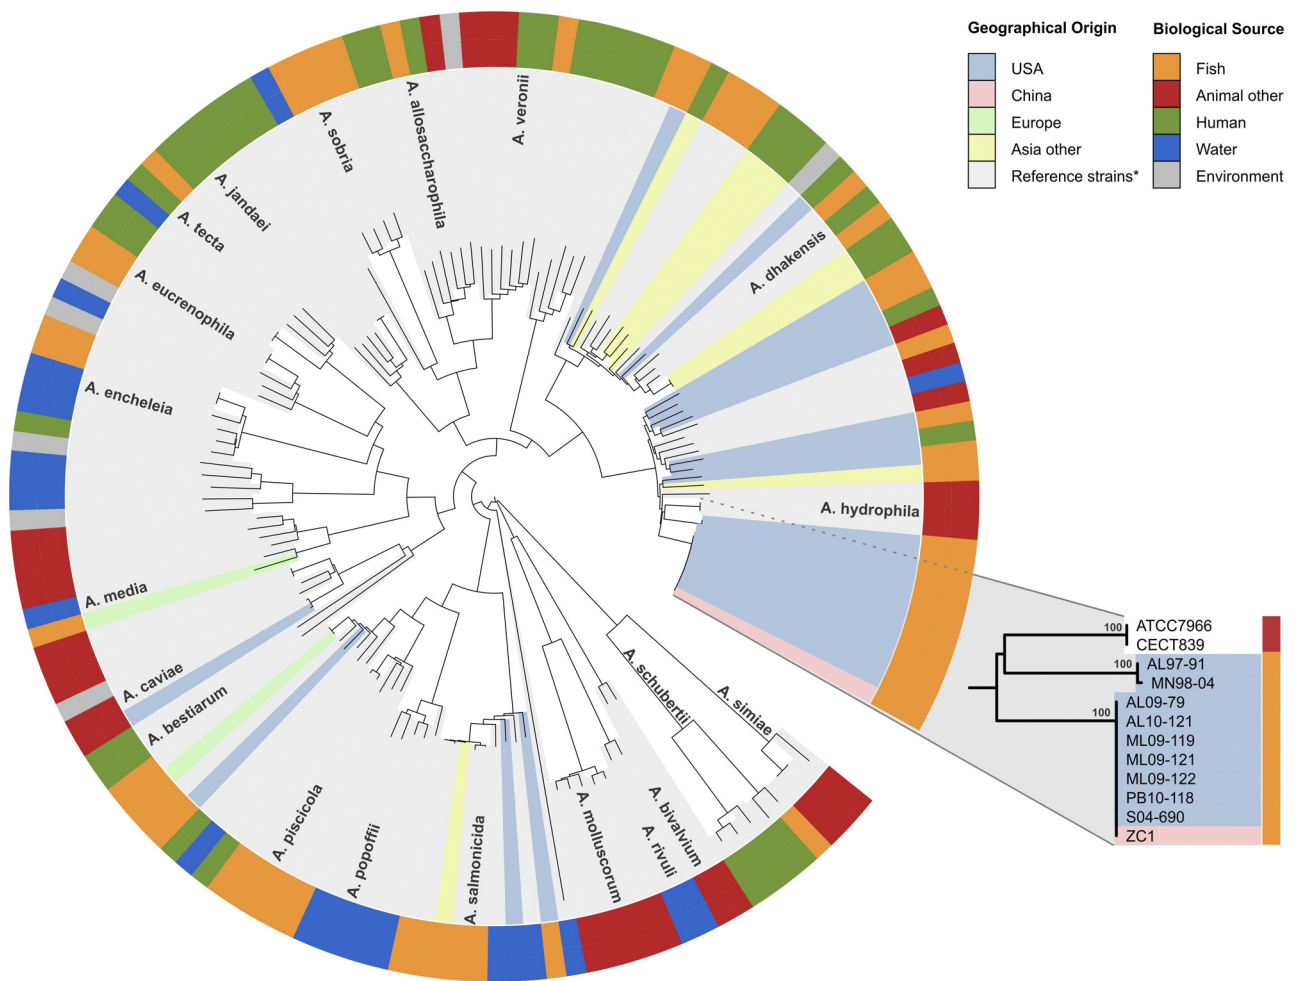 Geographical Origin
USA
China
Europe
Asia other
Reference strains*
Biological Source
Fish
Animal other
Human
Water
Environment
A. sobria
A. allosaccharophila
A. veronii
A. jandaei
A. tecta
A. eucrenophila
A. encheleia
A. media
A. caviae
A. bestiarum
A. piscicola
A. popoffii
A. salmonicida
A. molluscorum
A. rivuli
A. bivalvium
A. schubertii
A. simiae
A. dhakensis
A. hydrophila
100
ATCC7966
CECT839
100
AL97-91
MN98-04
100
AL09-79
AL10-121
ML09-119
ML09-121
ML09-122
PB10-118
S04-690
ZC1